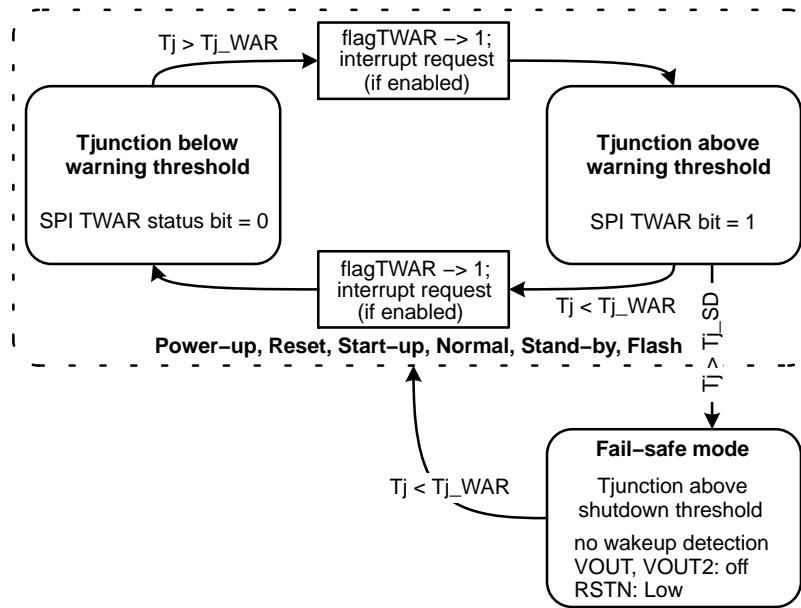 Tj > Tj_WAR
flagTWAR −> 1;
interrupt request
(if enabled)
Tjunction below
warning threshold
SPI TWAR status bit = 0
Tjunction above
warning threshold
SPI TWAR bit = 1
flagTWAR −> 1;
interrupt request
(if enabled)
Tj < Tj_WAR
Tj > Tj_SD
Power−up, Reset, Start−up, Normal, Stand−by, Flash
Tj < Tj_WAR
Fail−safe mode
Tjunction above
shutdown threshold
no wakeup detection
VOUT, VOUT2: off
RSTN: Low